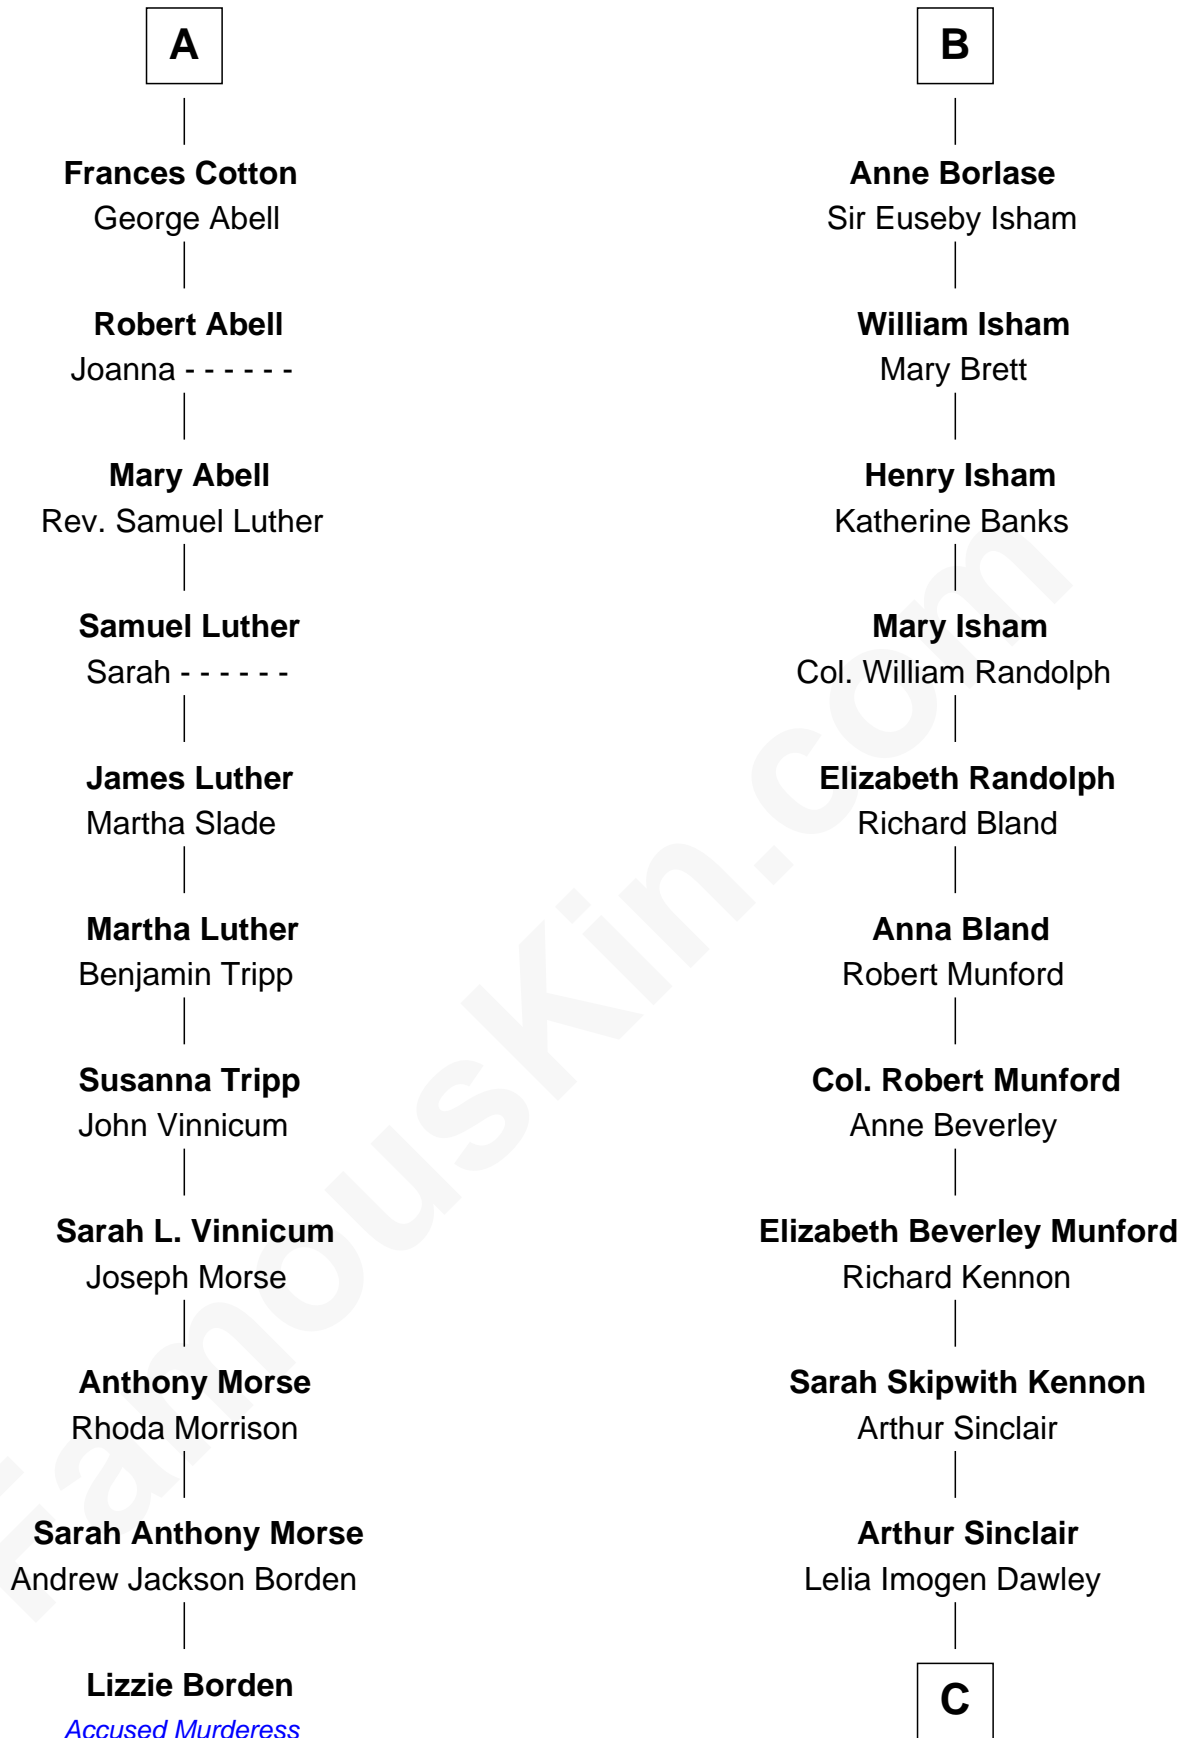 A
Frances Cotton
George Abell
Robert Abell
Joanna - - - - - -
Mary Abell
Rev. Samuel Luther
Samuel Luther
Sarah - - - - - -
James Luther
Martha Slade
Martha Luther
Benjamin Tripp
Susanna Tripp
John Vinnicum
Sarah L. Vinnicum
Joseph Morse
Anthony Morse
Rhoda Morrison
Sarah Anthony Morse
Andrew Jackson Borden
Lizzie Borden
Accused Murderess
B
Anne Borlase
Sir Euseby Isham
William Isham
Mary Brett
Henry Isham
Katherine Banks
Mary Isham
Col. William Randolph
Elizabeth Randolph
Richard Bland
Anna Bland
Robert Munford
Col. Robert Munford
Anne Beverley
Elizabeth Beverley Munford
Richard Kennon
Sarah Skipwith Kennon
Arthur Sinclair
Arthur Sinclair
Lelia Imogen Dawley
C
FamousKin.com